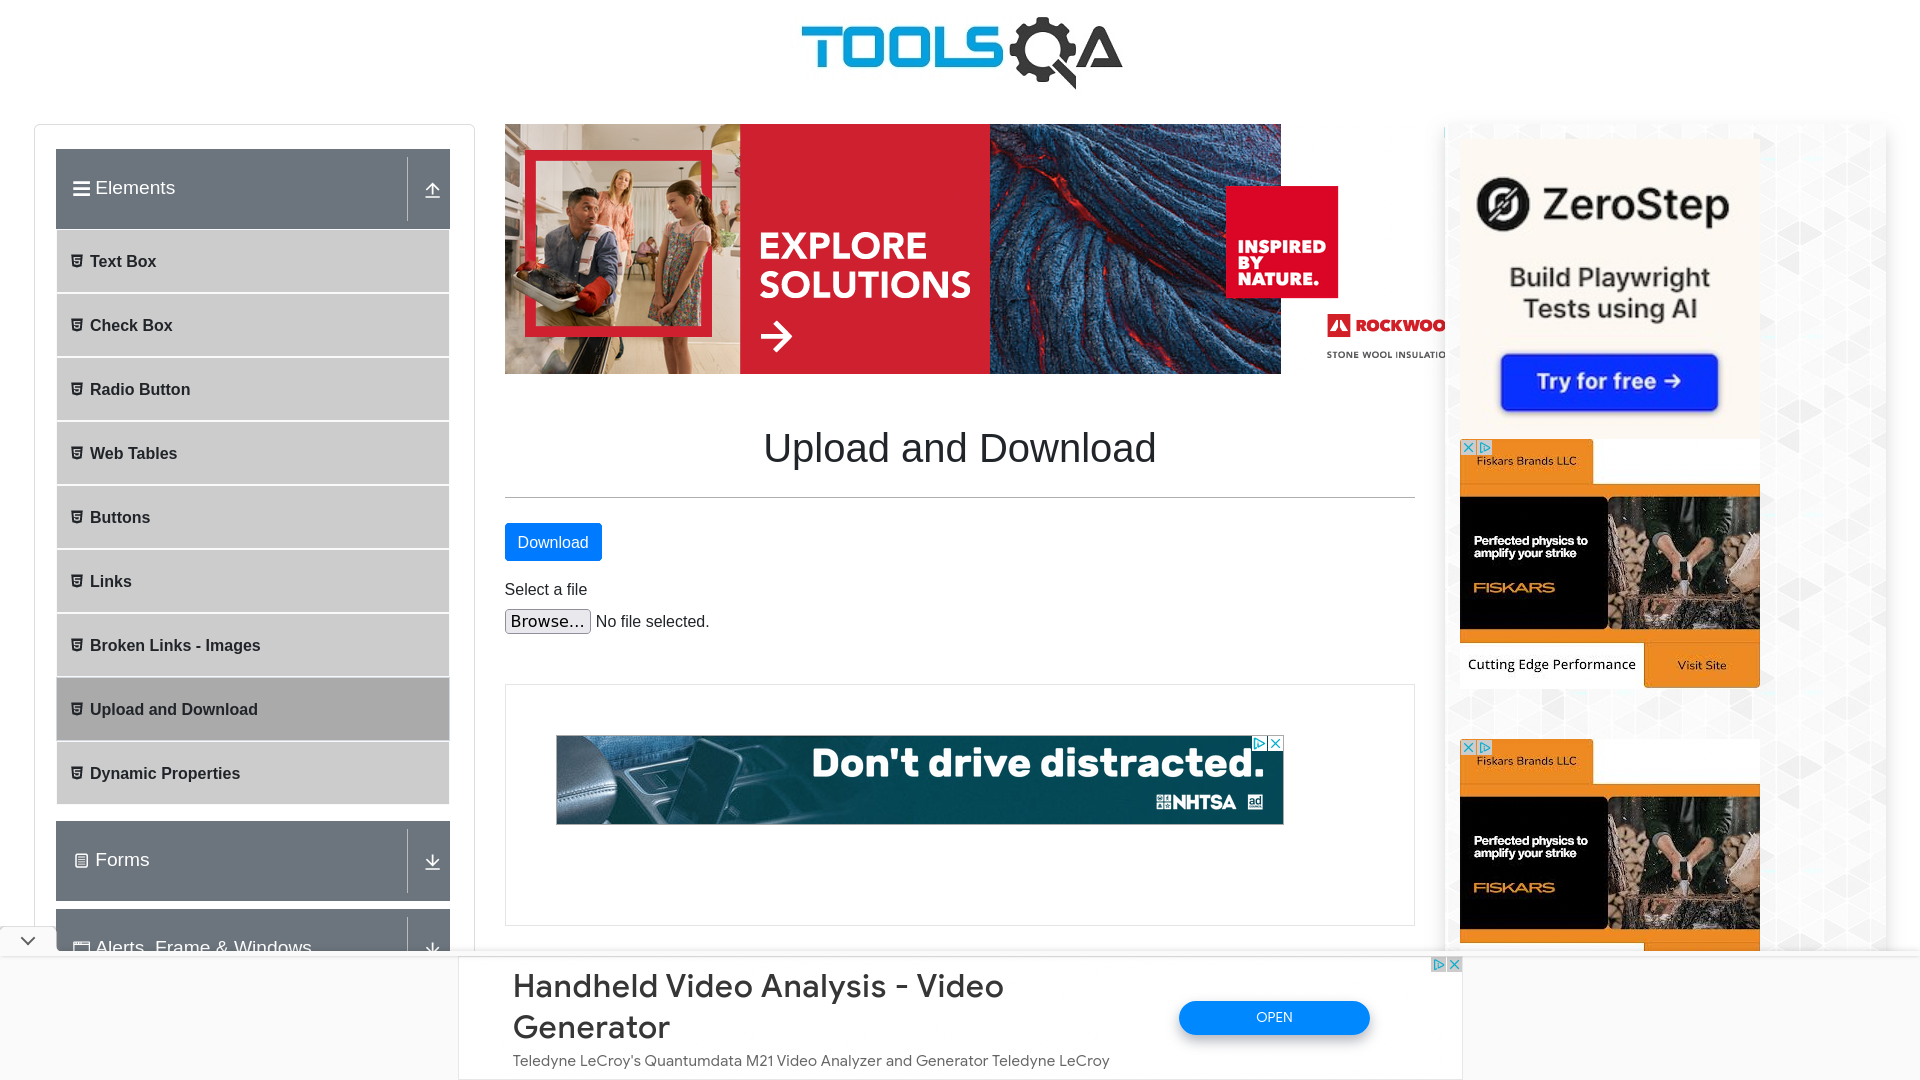 TOOLSQA
Elements
Text Box
Check Box
Radio Button
Web Tables
Buttons
Links
Broken Links - Images
Upload and Download
Dynamic Properties
Forms
Alerts, Frame & Windows
EXPLORE
SOLUTIONS
INSPIRED
BY
NATURE.
ROCKWOO
STONE WOOL INSULATIO
Upload and Download
Download
Select a file
Browse... No file selected.
Don't drive distracted.
NHTSA ad
ZeroStep
Build Playwright
Tests using AI
Try for free →
Fiskars Brands LLC
Perfected physics to
amplify your strike
FISKARS
Cutting Edge Performance
Visit Site
Fiskars Brands LLC
Perfected physics to
amplify your strike
FISKARS
Handheld Video Analysis - Video
Generator
Teledyne LeCroy's Quantumdata M21 Video Analyzer and Generator Teledyne LeCroy
OPEN